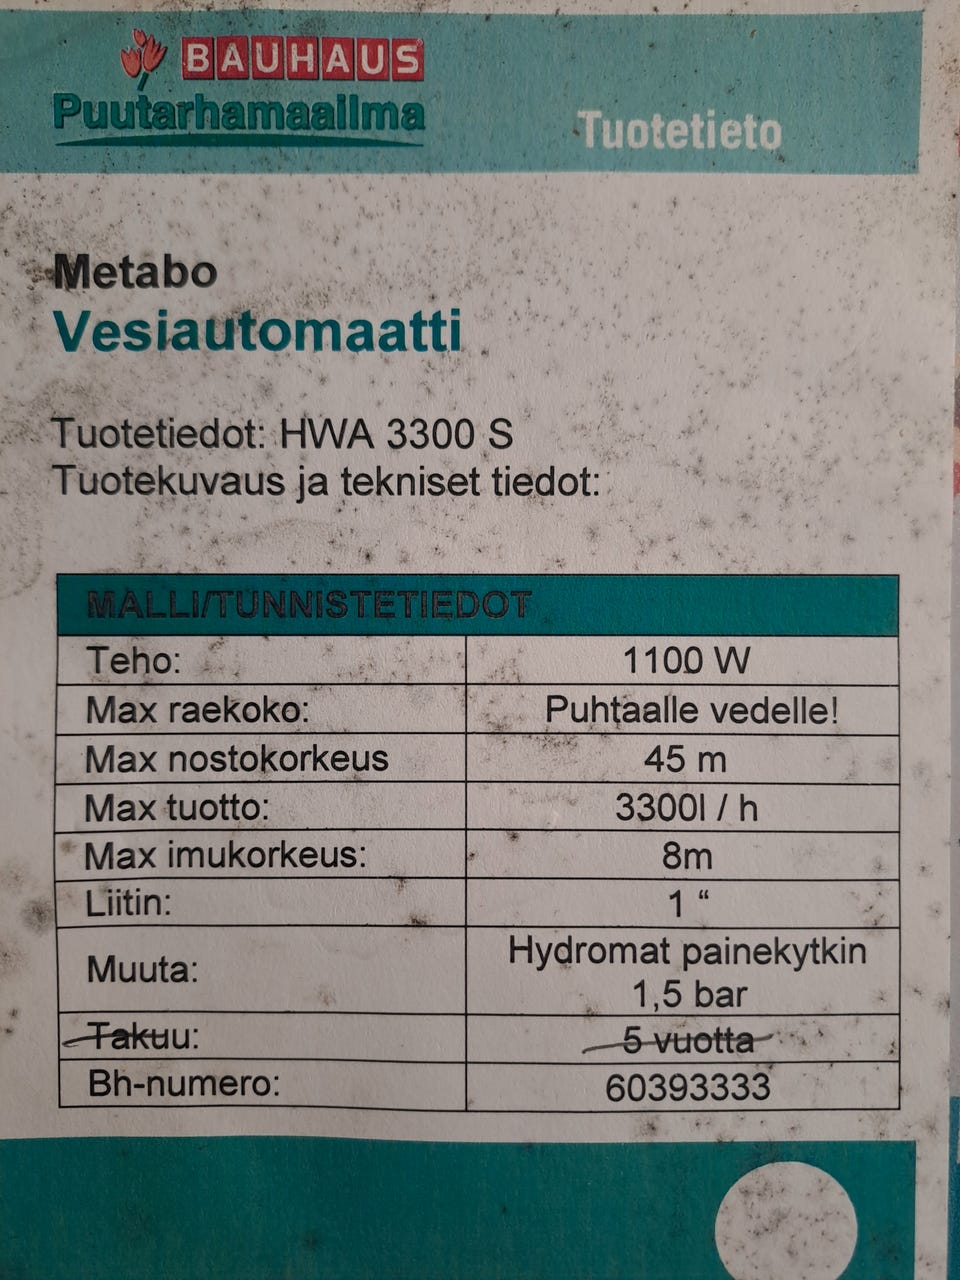 BAUHAUS
Puutarhamaailma
Tuotetieto
Metabo
Vesiautomaatti
Tuotetiedot: HWA 3300 S
Tuotekuvaus ja tekniset tiedot:
MALLI/TUNNISTETIEDOT
Teho: 1100 W
Max raekoko: Puhtaalle vedelle!
Max nostokorkeus 45 m
Max tuotto: 3300l / h
Max imukorkeus: 8m
Liitin: 1 “
Muuta: Hydromat painekytkin
1,5 bar
Takuu: 5 vuotta
Bh-numero: 60393333